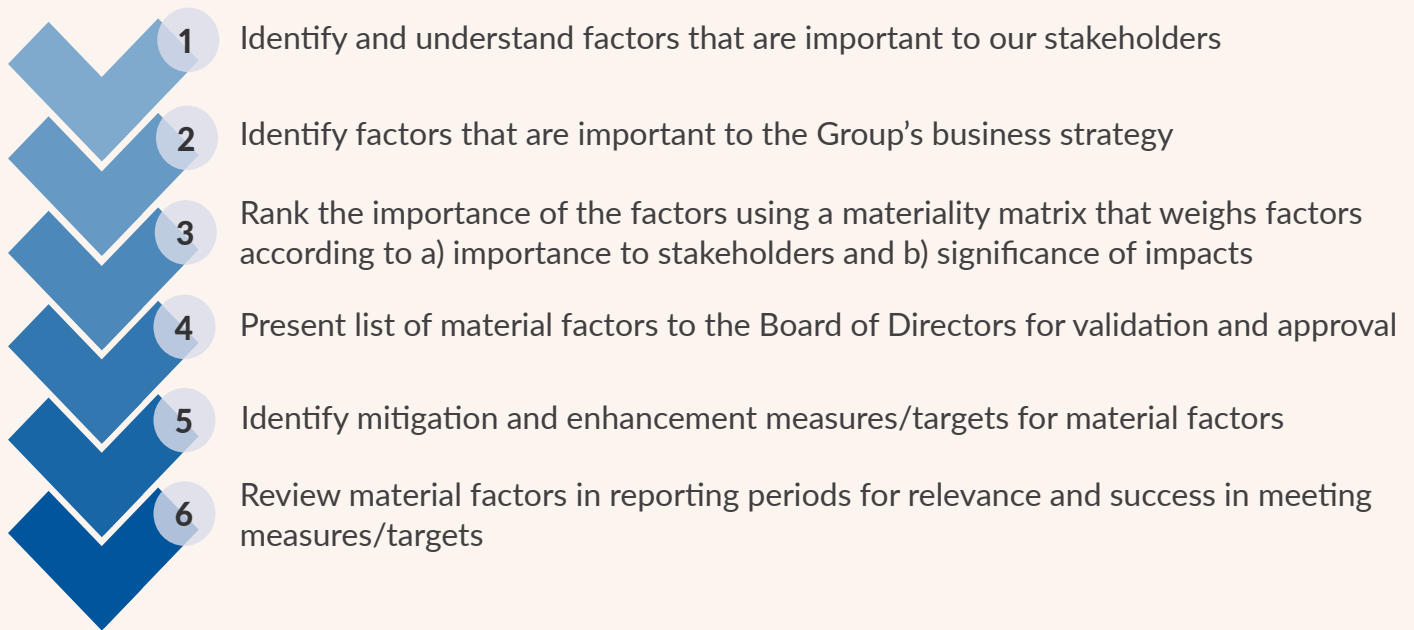 1
Identify and understand factors that are important to our stakeholders
2
Identify factors that are important to the Group’s business strategy
3
Rank the importance of the factors using a materiality matrix that weighs factors
according to a) importance to stakeholders and b) significance of impacts
4
Present list of material factors to the Board of Directors for validation and approval
5
Identify mitigation and enhancement measures/targets for material factors
6
Review material factors in reporting periods for relevance and success in meeting
measures/targets